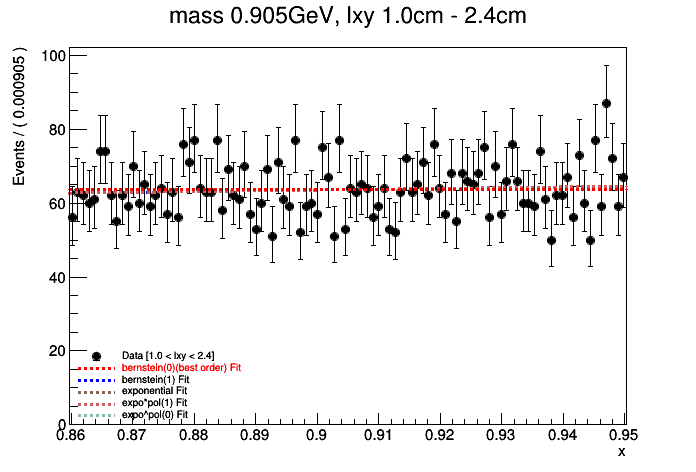 mass 0.905GeV, lxy 1.0cm - 2.4cm
Events / ( 0.000905 )
100
80
60
40
20
0
Data [1.0 < lxy < 2.4]
bernstein(0)(best order) Fit
bernstein(1) Fit
exponential Fit
expo*pol(1) Fit
expo^pol(0) Fit
0.86 0.87 0.88 0.89 0.9 0.91 0.92 0.93 0.94 0.95
x